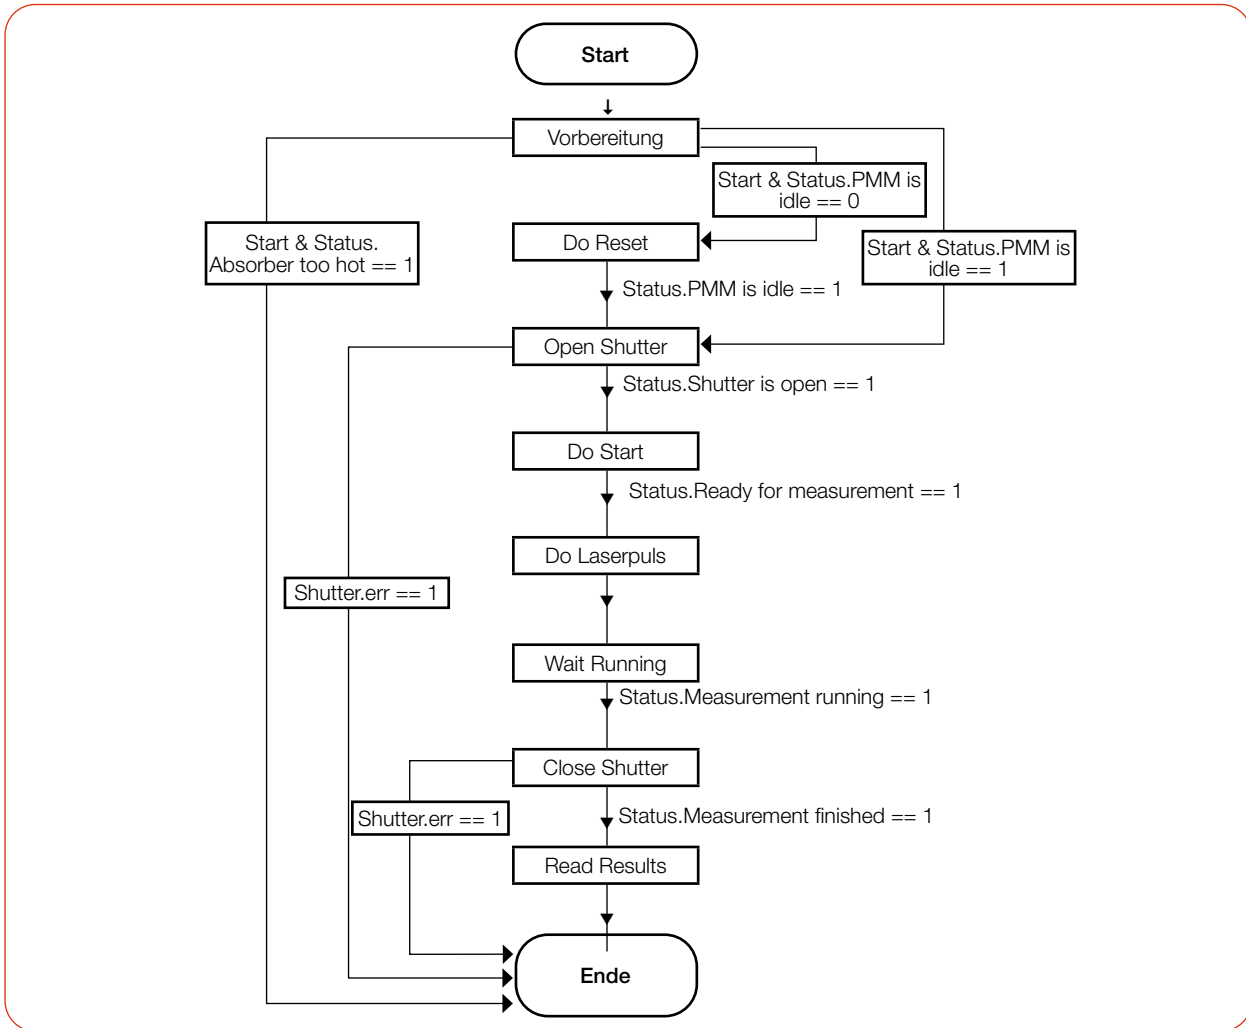 Start
Vorbereitung
Start & Status.PMM is
idle == 0
Start & Status.
Absorber too hot == 1
Do Reset
Start & Status.PMM is
idle == 1
Status.PMM is idle == 1
Open Shutter
Status.Shutter is open == 1
Do Start
Status.Ready for measurement == 1
Do Laserpuls
Shutter.err == 1
Wait Running
Status.Measurement running == 1
Close Shutter
Shutter.err == 1
Status.Measurement finished == 1
Read Results
Ende